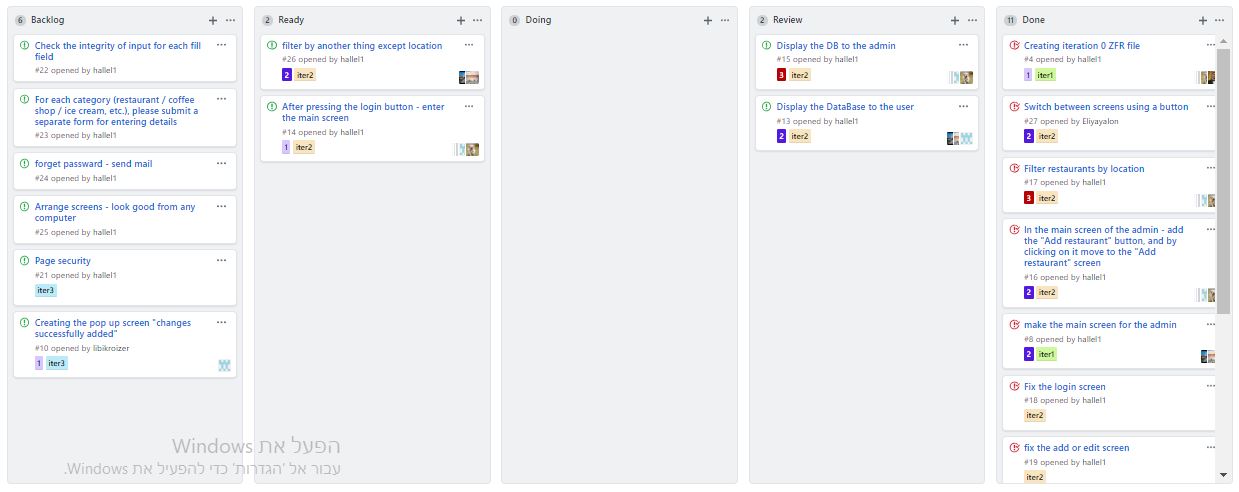 6 Backlog
Check the integrity of input for each fill
field
#22 opened by hallel1
For each category (restaurant / coffee
shop / ice cream, etc.), please submit a
separate form for entering details
#23 opened by hallel1
forget passward - send mail
#24 opened by hallel1
Arrange screens - look good from any
computer
#25 opened by hallel1
Page security
#21 opened by hallel1
iter3
Creating the pop up screen "changes
successfully added"
#10 opened by libikroizer
1 iter3
2 Ready
filter by another thing except location
#26 opened by hallel1
2 iter2
After pressing the login button - enter
the main screen
#14 opened by hallel1
1 iter2
0 Doing
2 Review
Display the DB to the admin
#15 opened by hallel1
3 iter2
Display the DataBase to the user
#13 opened by hallel1
2 iter2
11 Done
Creating iteration 0 ZFR file
#4 opened by hallel1
1 iter1
Switch between screens using a button
#27 opened by Eliyayalon
2 iter2
Filter restaurants by location
#17 opened by hallel1
3 iter2
In the main screen of the admin - add
the "Add restaurant" button, and by
clicking on it move to the "Add
restaurant" screen
#16 opened by hallel1
2 iter2
make the main screen for the admin
#8 opened by hallel1
2 iter1
Fix the login screen
#18 opened by hallel1
iter2
fix the add or edit screen
#19 opened by hallel1
iter2
הפעל את Windows
עבור אל 'הגדרות' כדי להפעיל את Windows.